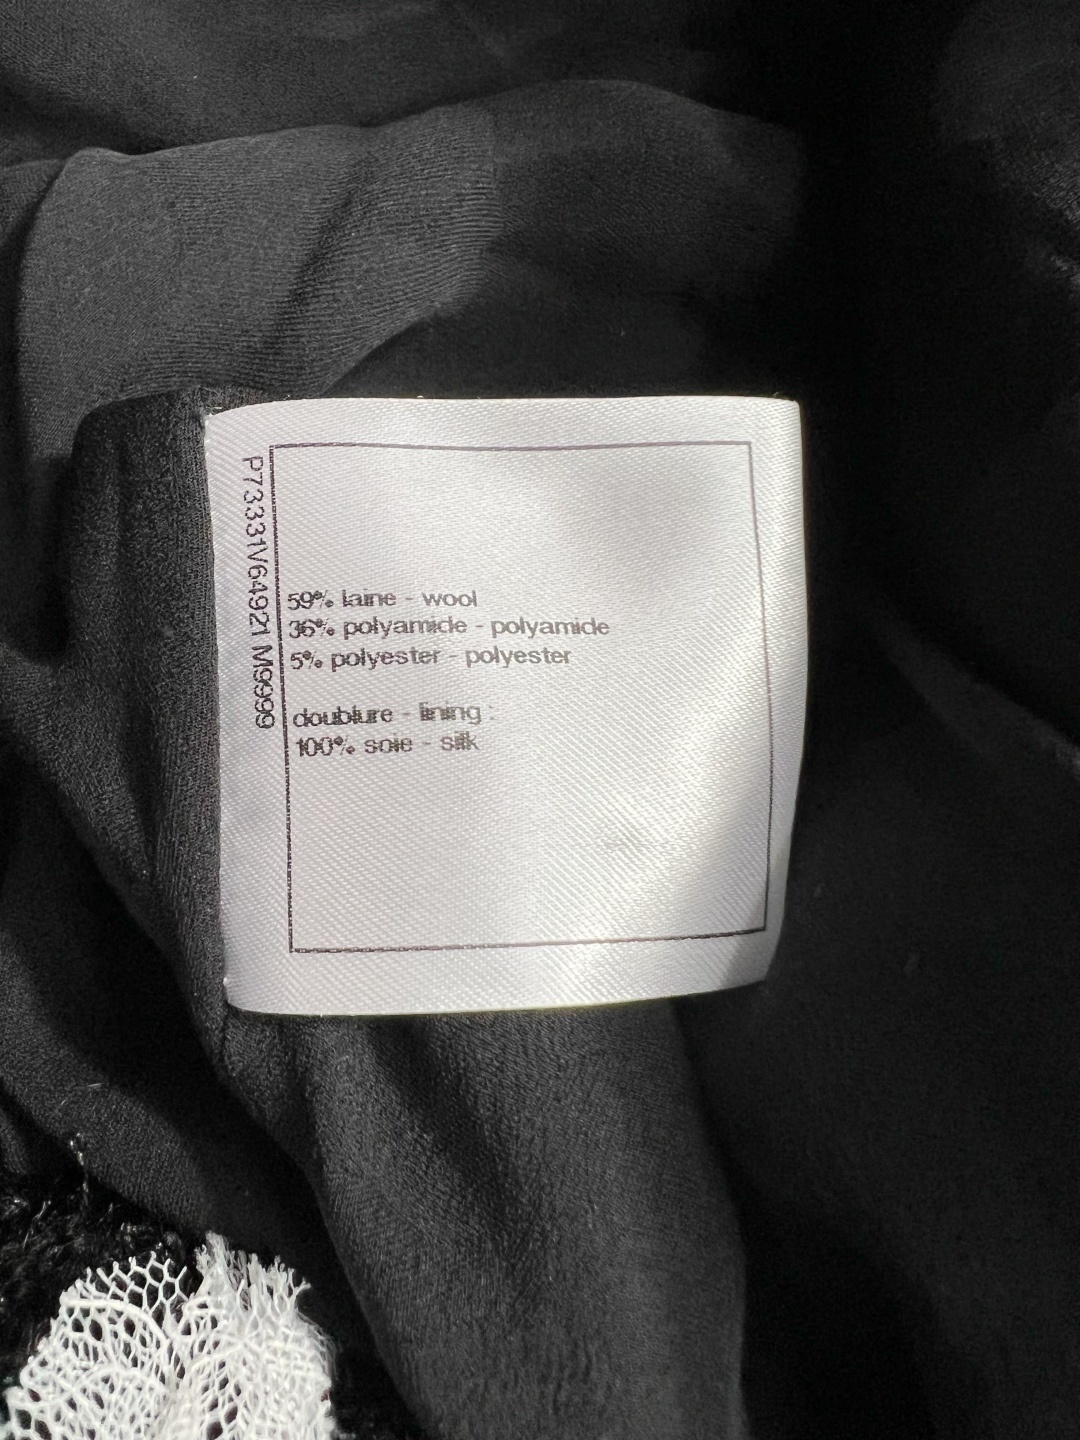 P73331V64921 M9999
59% laine - wool
36% polyamide - polyamide
5% polyester - polyester
doublure - lining :
100% soie - silk